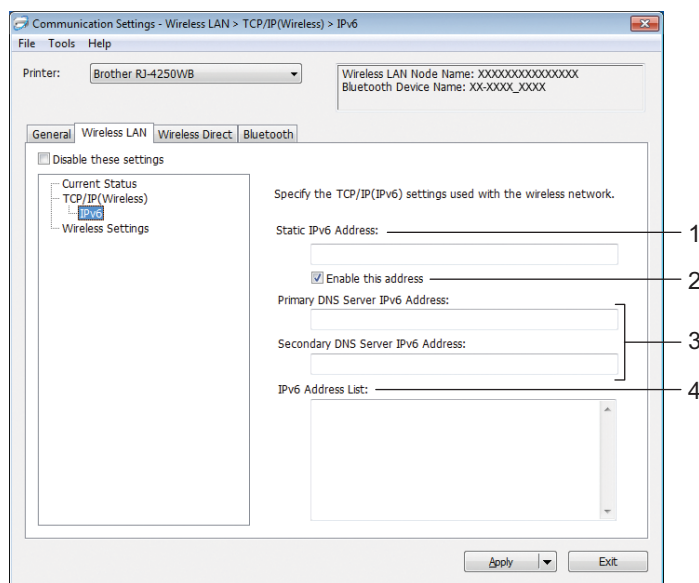 Communication Settings - Wireless LAN > TCP/IP(Wireless) > IPv6
File Tools Help
Printer:
Brother RJ-4250WB
Wireless LAN Node Name: XXXXXXXXXXXXXXX
Bluetooth Device Name: XX-XXXX_XXXX
General Wireless LAN Wireless Direct Bluetooth
Disable these settings
Current Status
TCP/IP(Wireless)
IPv6
Wireless Settings
Specify the TCP/IP(IPv6) settings used with the wireless network.
Static IPv6 Address:
1
Enable this address
2
Primary DNS Server IPv6 Address:
3
Secondary DNS Server IPv6 Address:
IPv6 Address List:
4
Apply
Exit